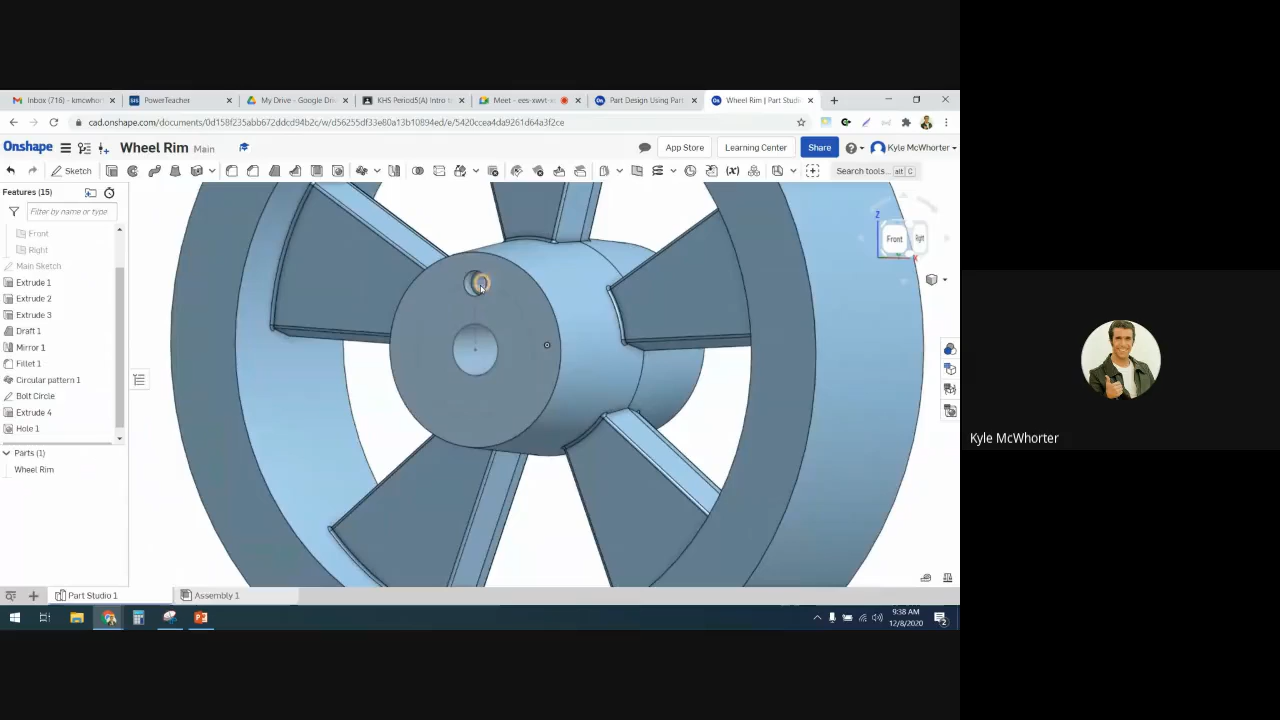 Inbox (716) - kmcwhor
PowerTeacher
My Drive - Google Dri
KHS Period5(A) Intro to
Meet - ees-xwvt-x
Part Design Using Part
Wheel Rim | Part Studi
cad.onshape.com/documents/0d158f235abb672ddcd94b2c/w/d56255df33e80a13b10894ed/e/5420ccea4da9261d64a3f2ce
Onshape
Wheel Rim Main
App Store
Learning Center
Share
Kyle McWhorter
Sketch
Search tools... alt C
Features (15)
Filter by name or type
Front
Right
Main Sketch
Extrude 1
Extrude 2
Extrude 3
Draft 1
Mirror 1
Fillet 1
Circular pattern 1
Bolt Circle
Extrude 4
Hole 1
Parts (1)
Wheel Rim
Z
Front
Right
X
Kyle McWhorter
Part Studio 1
Assembly 1
9:38 AM
12/8/2020
2